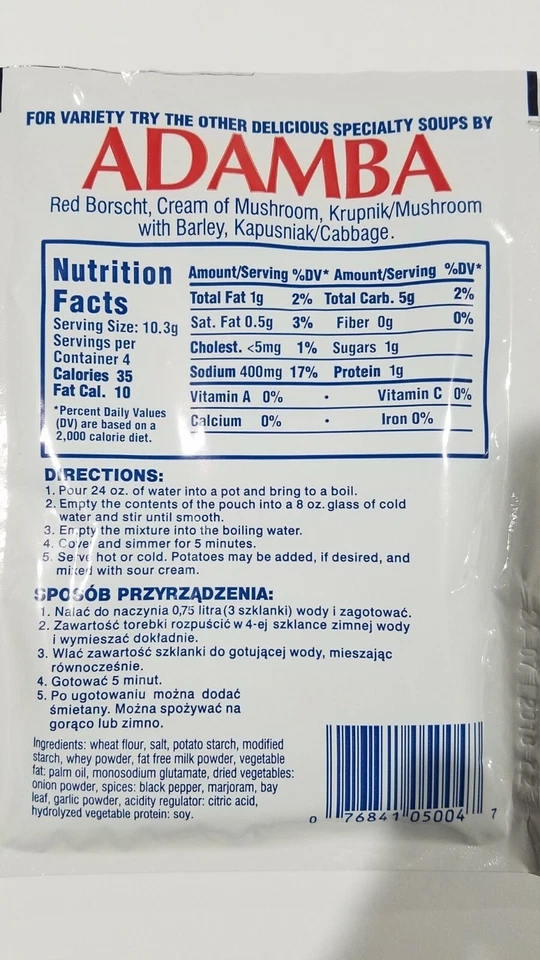 FOR VARIETY TRY THE OTHER DELICIOUS SPECIALTY SOUPS BY
ADAMBA
Red Borscht, Cream of Mushroom, Krupnik/Mushroom
with Barley, Kapusniak/Cabbage.
Nutrition
Facts
Serving Size: 10.3g
Servings per
Container 4
Calories 35
Fat Cal. 10
*Percent Daily Values
(DV) are based on a
2,000 calorie diet.
Amount/Serving %DV* Amount/Serving %DV*
Total Fat 1g 2% Total Carb. 5g 2%
Sat. Fat 0.5g 3% Fiber 0g 0%
Cholest. <5mg 1% Sugars 1g
Sodium 400mg 17% Protein 1g
Vitamin A 0% • Vitamin C 0%
Calcium 0% • Iron 0%
DIRECTIONS:
1. Pour 24 oz. of water into a pot and bring to a boil.
2. Empty the contents of the pouch into a 8 oz. glass of cold
water and stir until smooth.
3. Empty the mixture into the boiling water.
4. Cover and simmer for 5 minutes.
5. Serve hot or cold. Potatoes may be added, if desired, and
mixed with sour cream.
SPOSÓB PRZYRZĄDZENIA:
1. Nalać do naczynia 0,75 litra (3 szklanki) wody i zagotować.
2. Zawartość torebki rozpuścić w 4-ej szklance zimnej wody
i wymieszać dokładnie.
3. Wlać zawartość szklanki do gotującej wody, mieszając
równocześnie.
4. Gotować 5 minut.
5. Po ugotowaniu można dodać
śmietany. Można spożywać na
gorąco lub zimno.
Ingredients: wheat flour, salt, potato starch, modified
starch, whey powder, fat free milk powder, vegetable
fat: palm oil, monosodium glutamate, dried vegetables:
onion powder, spices: black pepper, marjoram, bay
leaf, garlic powder, acidity regulator: citric acid,
hydrolyzed vegetable protein: soy.
0 76841 05004 7